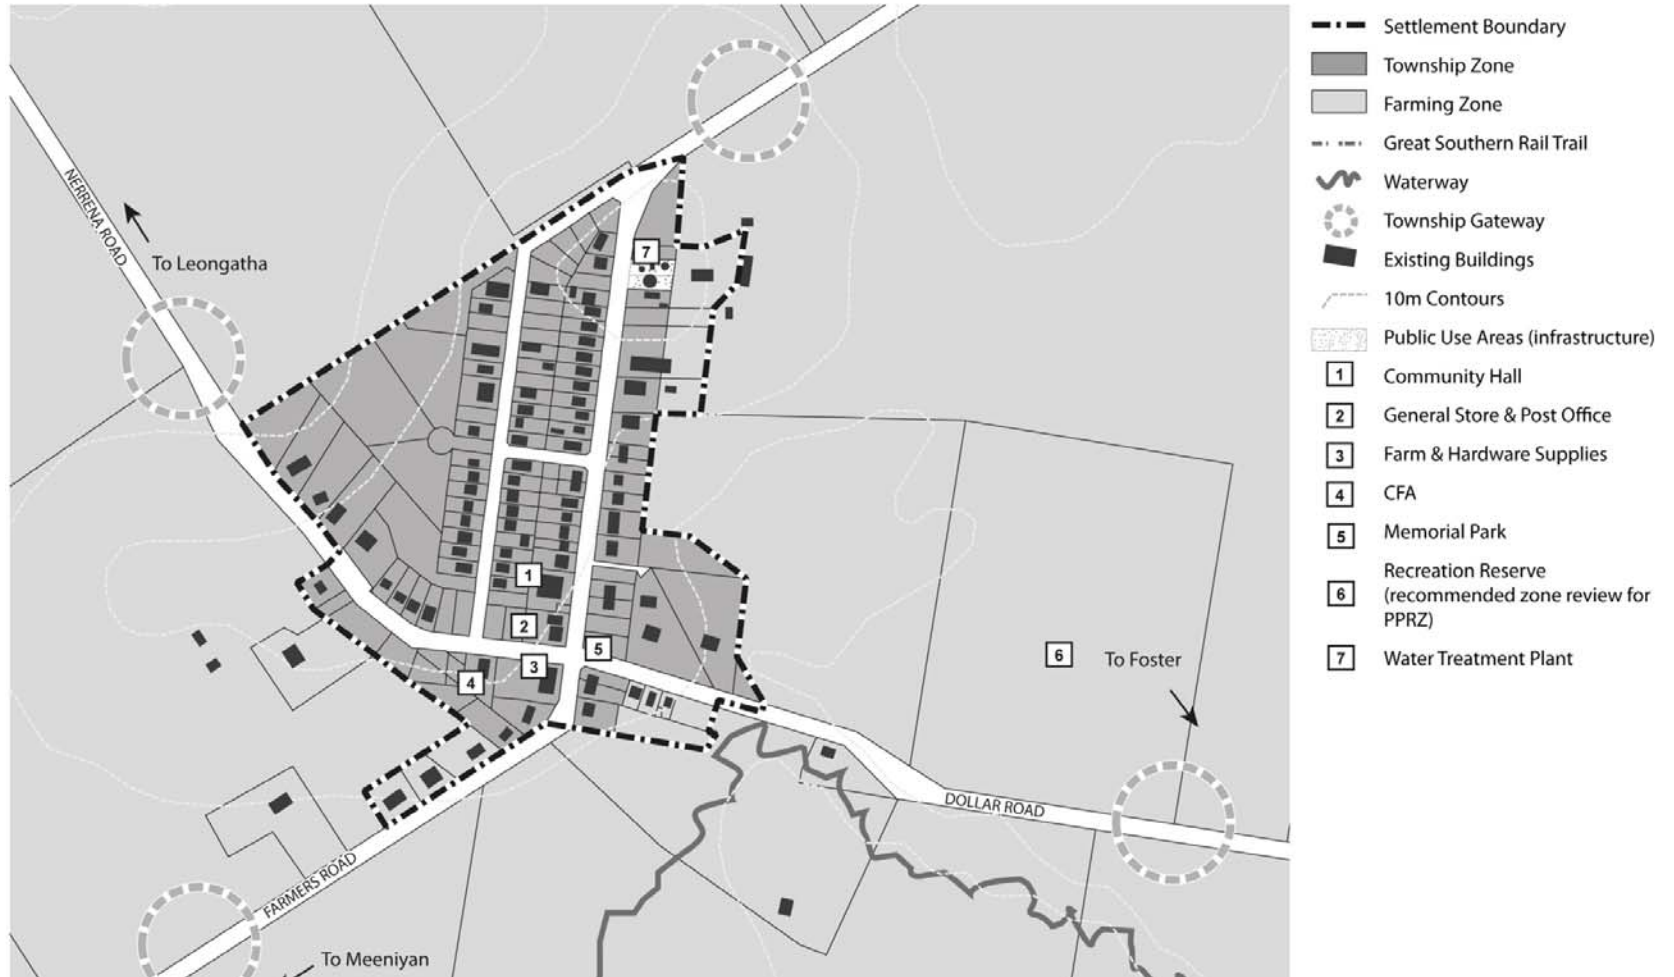 NERRENA ROAD
To Leongatha
7
1
2
5
3
4
6
To Foster
DOLLAR ROAD
FARMERS ROAD
To Meeniyan
Settlement Boundary
Township Zone
Farming Zone
Great Southern Rail Trail
Waterway
Township Gateway
Existing Buildings
10m Contours
Public Use Areas (infrastructure)
1 Community Hall
2 General Store & Post Office
3 Farm & Hardware Supplies
4 CFA
5 Memorial Park
Recreation Reserve
6 (recommended zone review for
PPRZ)
7 Water Treatment Plant